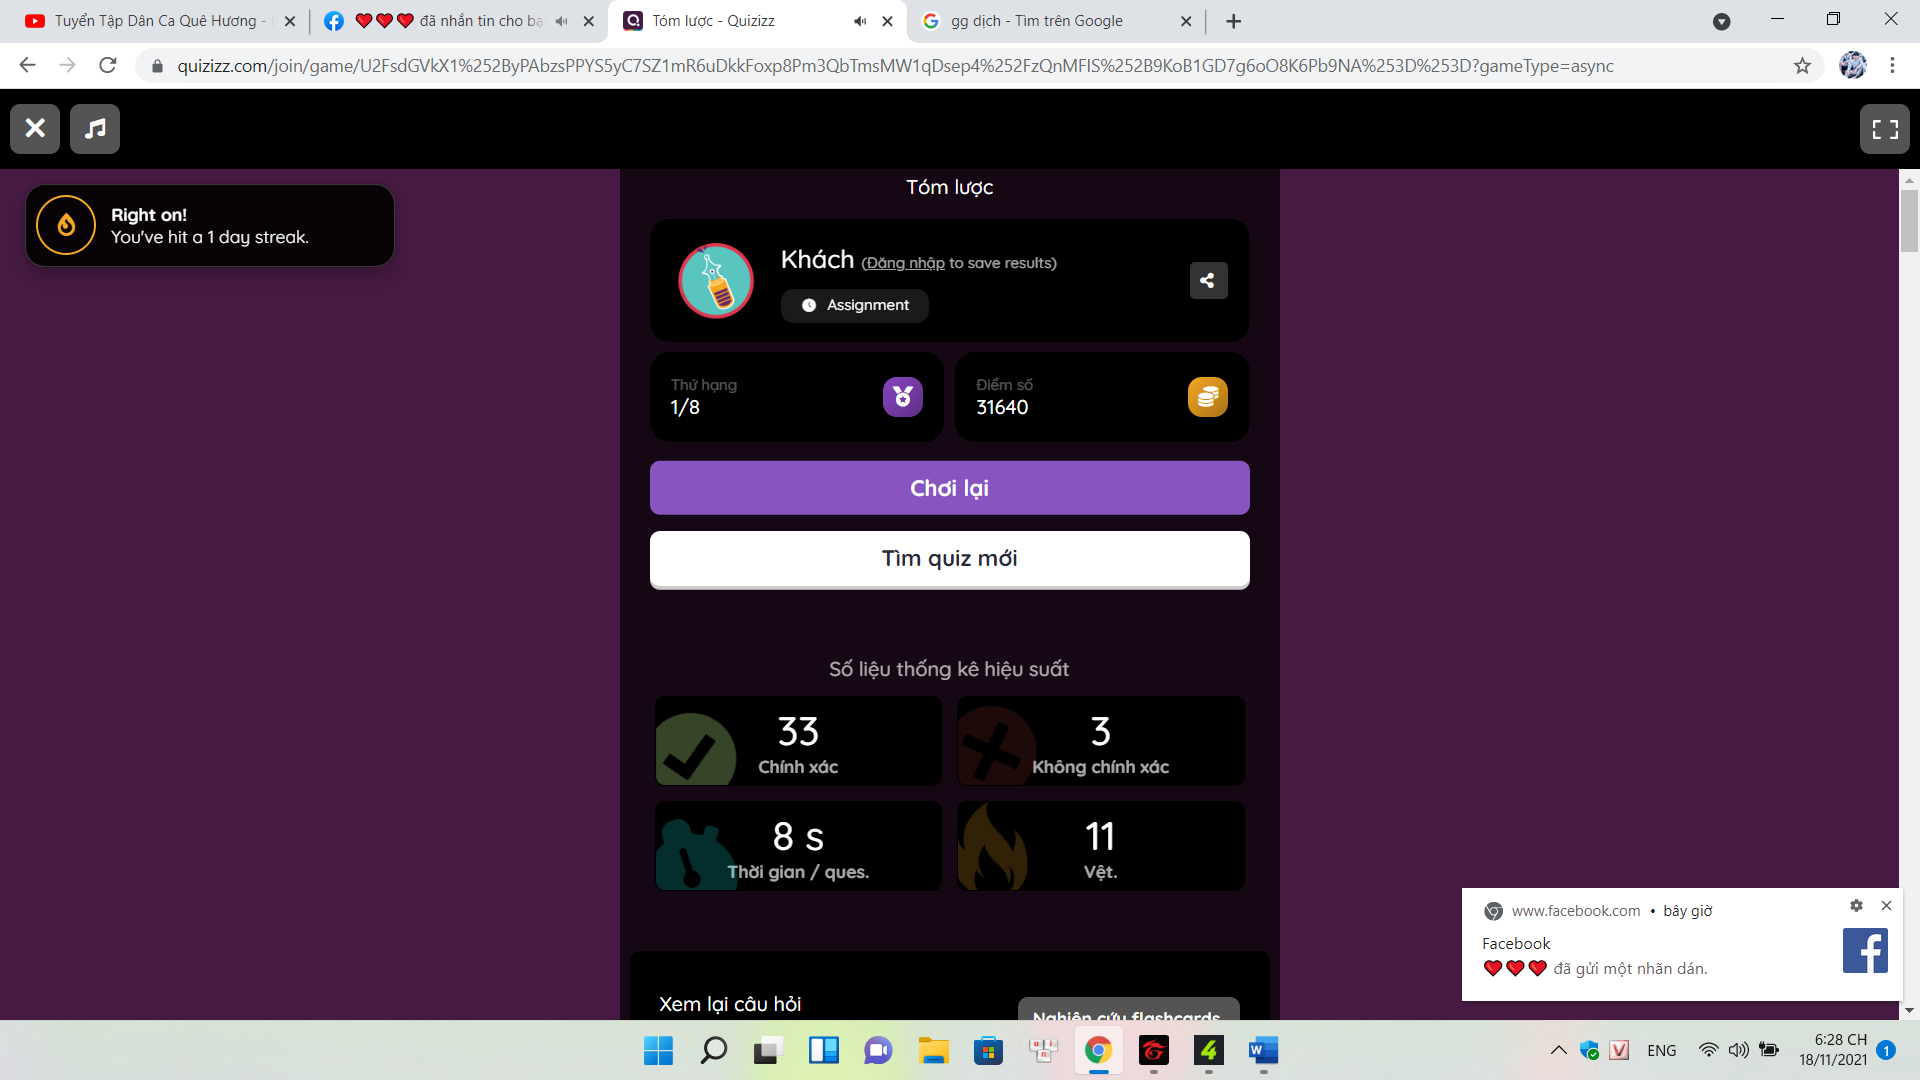 Tuyển Tập Dân Ca Quê Hương -
❤❤❤ đã nhắn tin cho bạ
Tóm lược - Quizizz
gg dịch - Tìm trên Google
quizizz.com/join/game/U2FsdGVkX1%252ByPAbzsPPYS5yC7SZ1mR6uDkkFoxp8Pm3QbTmsMW1qDsep4%252FzQnMFIS%252B9KoB1GD7g6oO8K6Pb9NA%253D%253D?gameType=async
Right on!
You've hit a 1 day streak.
Tóm lược
Khách (Đăng nhập to save results)
Assignment
Thứ hạng
1/8
Điểm số
31640
Chơi lại
Tìm quiz mới
Số liệu thống kê hiệu suất
33
Chính xác
3
Không chính xác
8 s
Thời gian / ques.
11
Vệt.
Xem lại câu hỏi
Nghiên cứu flashcards
www.facebook.com • bây giờ
Facebook
❤❤❤ đã gửi một nhãn dán.
ENG
6:28 CH
18/11/2021
1